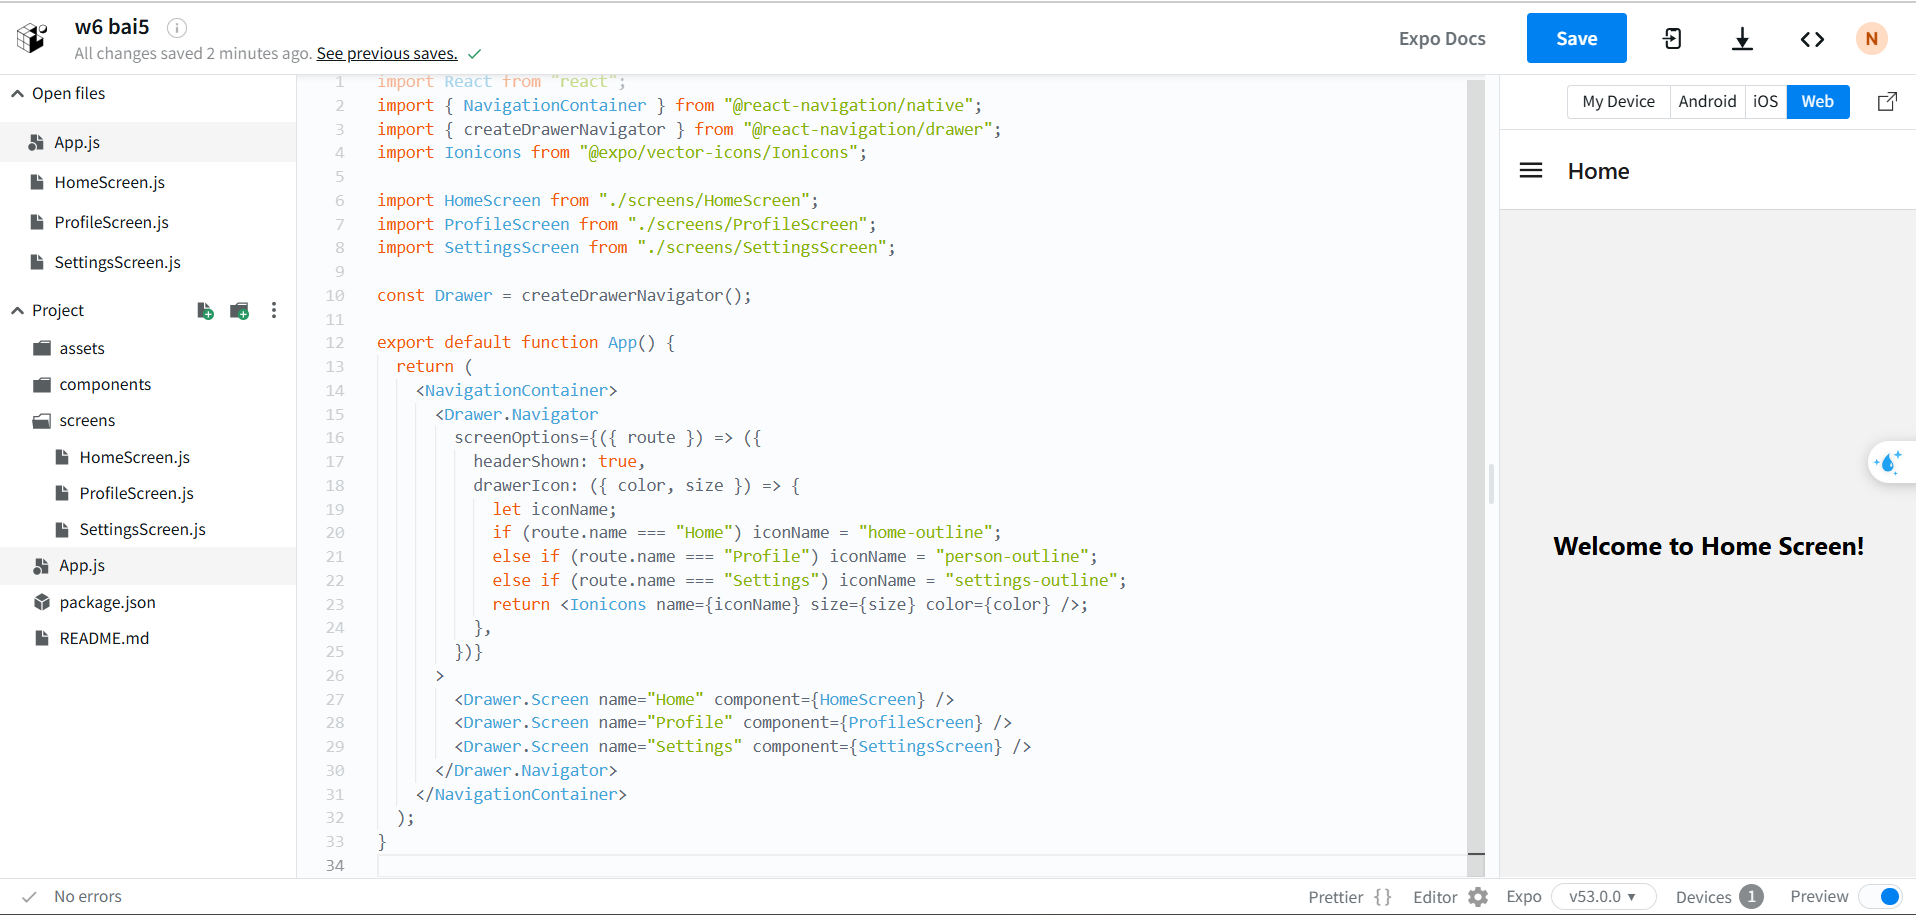 w6 bai5
All changes saved 2 minutes ago. See previous saves.
Expo Docs
Save
N
Open files
App.js
HomeScreen.js
ProfileScreen.js
SettingsScreen.js
Project
assets
components
screens
HomeScreen.js
ProfileScreen.js
SettingsScreen.js
App.js
package.json
README.md
1 import React from "react";
2 import { NavigationContainer } from "@react-navigation/native";
3 import { createDrawerNavigator } from "@react-navigation/drawer";
4 import Ionicons from "@expo/vector-icons/Ionicons";
5
6 import HomeScreen from "./screens/HomeScreen";
7 import ProfileScreen from "./screens/ProfileScreen";
8 import SettingsScreen from "./screens/SettingsScreen";
9
10 const Drawer = createDrawerNavigator();
11
12 export default function App() {
13 return (
14 <NavigationContainer>
15 <Drawer.Navigator
16 screenOptions={({ route }) => ({
17 headerShown: true,
18 drawerIcon: ({ color, size }) => {
19 let iconName;
20 if (route.name === "Home") iconName = "home-outline";
21 else if (route.name === "Profile") iconName = "person-outline";
22 else if (route.name === "Settings") iconName = "settings-outline";
23 return <Ionicons name={iconName} size={size} color={color} />;
24 },
25 })}
26 >
27 <Drawer.Screen name="Home" component={HomeScreen} />
28 <Drawer.Screen name="Profile" component={ProfileScreen} />
29 <Drawer.Screen name="Settings" component={SettingsScreen} />
30 </Drawer.Navigator>
31 </NavigationContainer>
32 );
33 }
34
My Device Android iOS Web
Home
Welcome to Home Screen!
No errors
Prettier { } Editor Expo v53.0.0 Devices 1 Preview